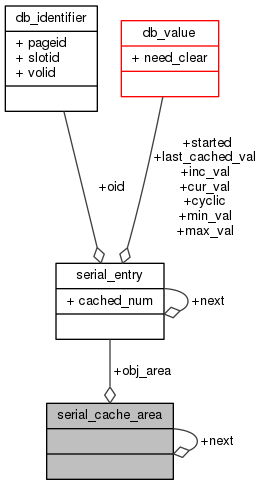 db_identifier
+ pageid
+ slotid
+ volid
db_value
+ need_clear
+oid
+started
+last_cached_val
+inc_val
+cur_val
+cyclic
+min_val
+max_val
serial_entry
+ cached_num
+next
+obj_area
serial_cache_area
+next